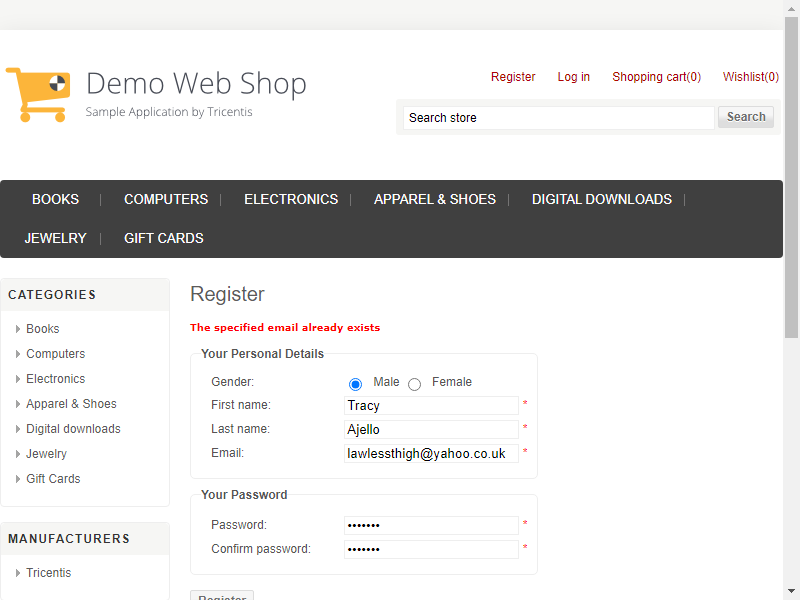 Demo Web Shop
Sample Application by Tricentis
Register Log in Shopping cart(0) Wishlist(0)
Search store Search
BOOKS COMPUTERS ELECTRONICS APPAREL & SHOES DIGITAL DOWNLOADS
JEWELRY GIFT CARDS
CATEGORIES
Books
Computers
Electronics
Apparel & Shoes
Digital downloads
Jewelry
Gift Cards
MANUFACTURERS
Tricentis
Register
The specified email already exists
Your Personal Details
Gender: Male Female
First name: Tracy *
Last name: Ajello *
Email: lawlessthigh@yahoo.co.uk *
Your Password
Password: ••••••• *
Confirm password: ••••••• *
Register